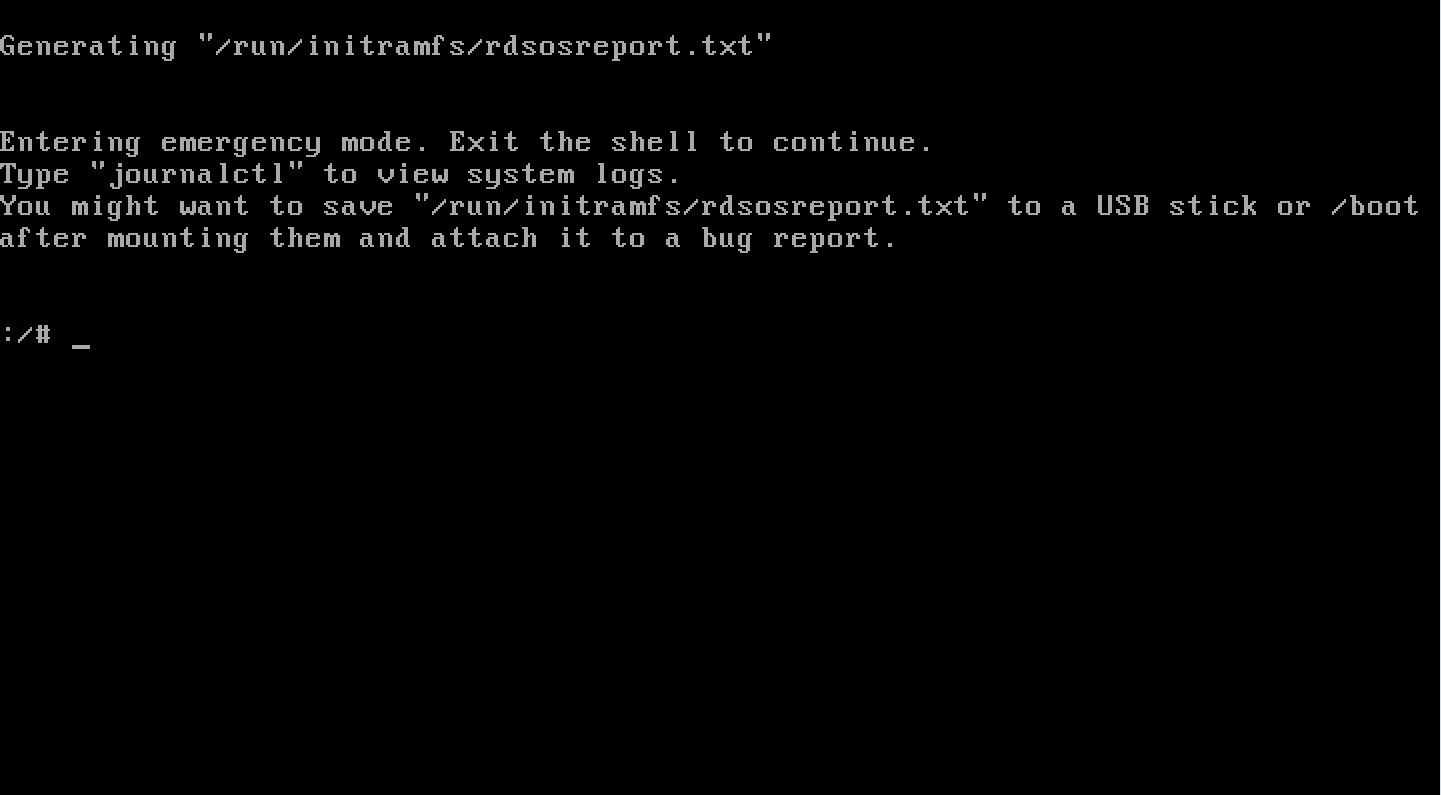 Generating "/run/initramfs/rdsosreport.txt"
Entering emergency mode. Exit the shell to continue.
Type "journalctl" to view system logs.
You might want to save "/run/initramfs/rdsosreport.txt" to a USB stick or /boot
after mounting them and attach it to a bug report.
:/# _